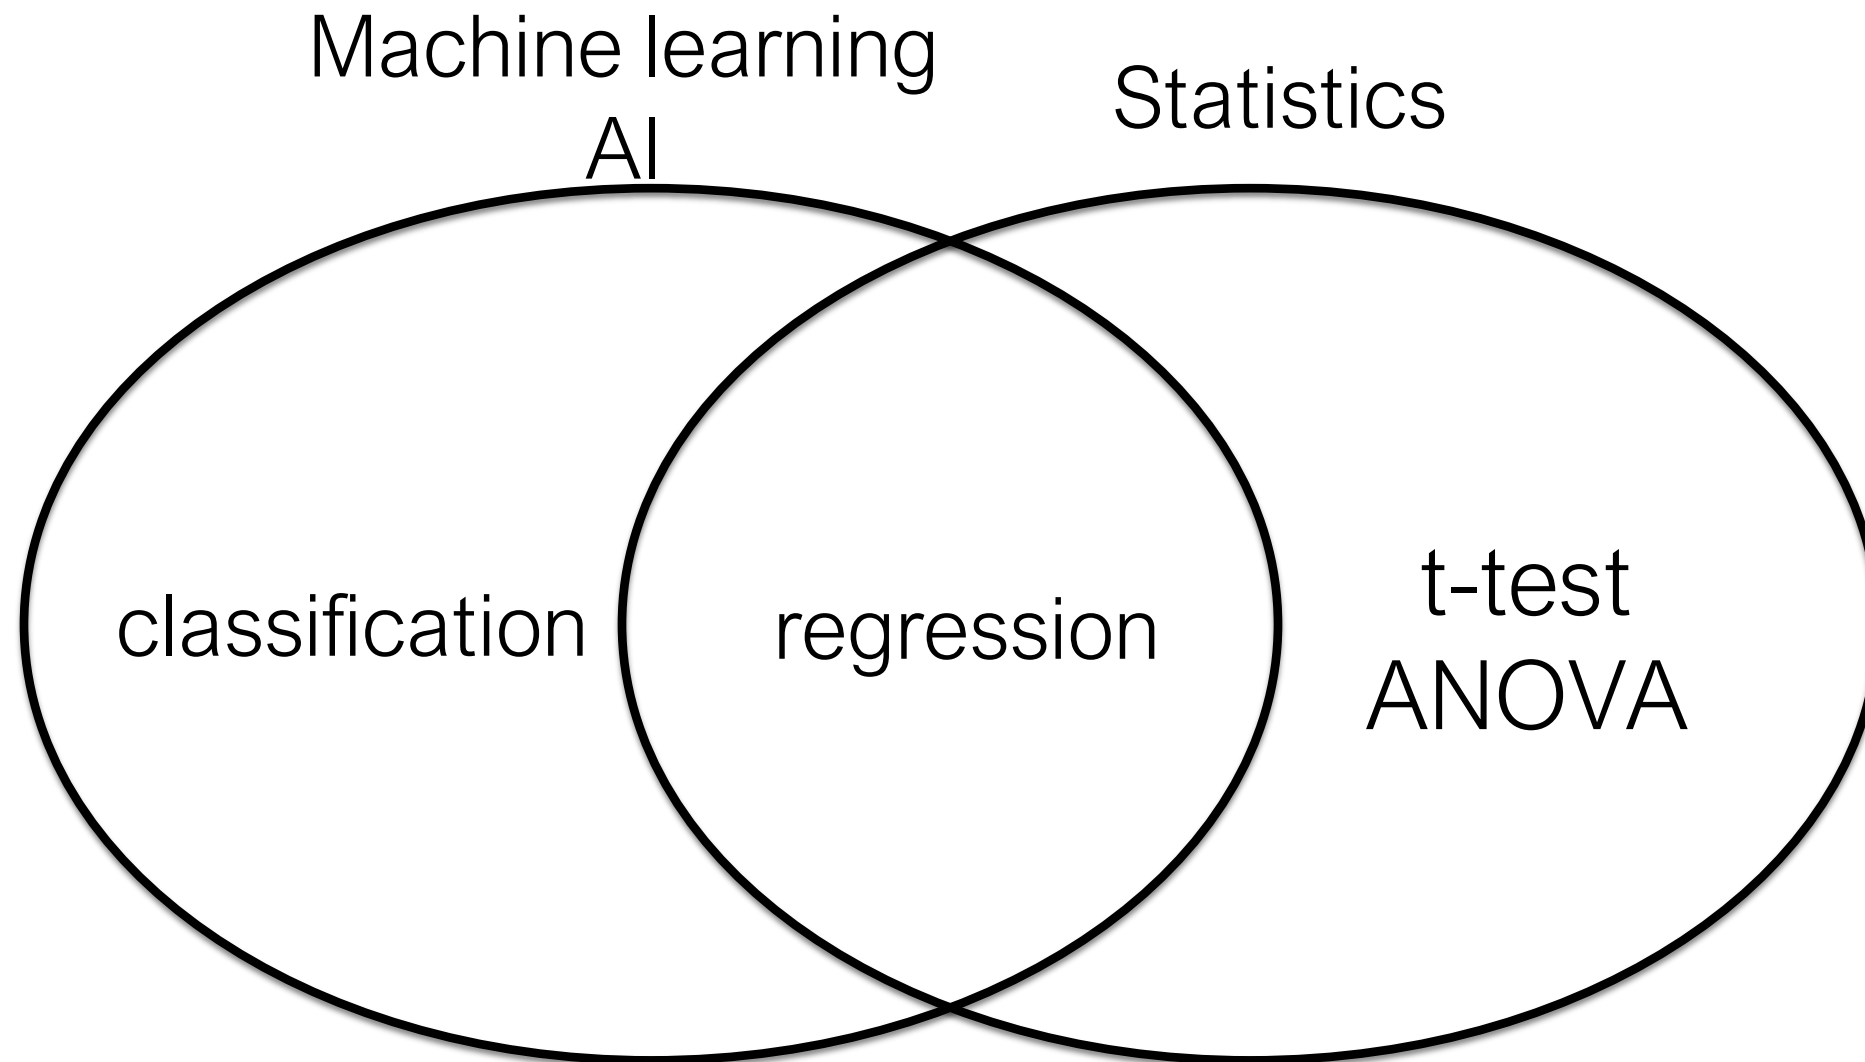 Machine learning
AI
Statistics
classification
regression
t-test
ANOVA